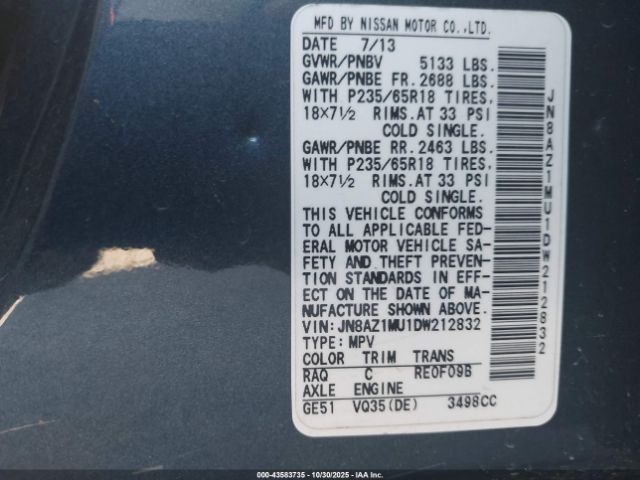 MFD BY NISSAN MOTOR CO.,LTD.
DATE 7/13
GVWR/PNBV 5133 LBS.
GAWR/PNBE FR. 2688 LBS.
WITH P235/65R18 TIRES,
18X7½ RIMS.AT 33 PSI
COLD SINGLE.
GAWR/PNBE RR. 2463 LBS.
WITH P235/65R18 TIRES,
18X7½ RIMS.AT 33 PSI
COLD SINGLE.
THIS VEHICLE CONFORMS
TO ALL APPLICABLE FED-
ERAL MOTOR VEHICLE SA-
FETY AND THEFT PREVEN-
TION STANDARDS IN EFF-
ECT ON THE DATE OF MA-
NUFACTURE SHOWN ABOVE.
VIN:JN8AZ1MU1DW212832
TYPE:MPV
COLOR TRIM TRANS
RAQ C RE0F09B
AXLE ENGINE
GE51 VQ35(DE) 3498CC
JN8AZ1MU1DW212832
00-43583735 - 10/30/2025 - IAAI.COM